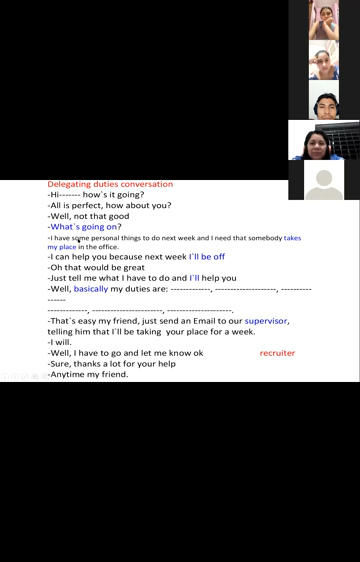 Delegating duties conversation
-Hi------- how`s it going?
-All is perfect, how about you?
-Well, not that good
-What`s going on?
-I have some personal things to do next week and I need that somebody takes
my place in the office.
-I can help you because next week I`ll be off
-Oh that would be great
-Just tell me what I have to do and I`ll help you
-Well, basically my duties are: -------------, --------------------, ----------
------
-------------, -----------------------, ---------------------.
-That`s easy my friend, just send an Email to our supervisor,
telling him that I`ll be taking your place for a week.
-I will.
-Well, I have to go and let me know ok recruiter
-Sure, thanks a lot for your help
-Anytime my friend.